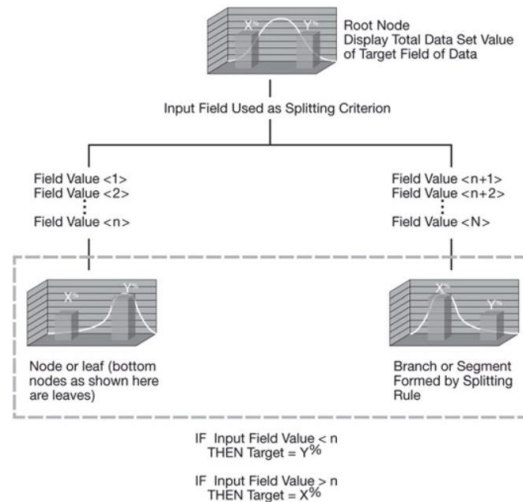 X% Y%
Root Node
Display Total Data Set Value
of Target Field of Data
Input Field Used as Splitting Criterion
Field Value <1>
Field Value <2>
Field Value <n>
Field Value <n+1>
Field Value <n+2>
Field Value <N>
X% Y%
Node or leaf (bottom
nodes as shown here
are leaves)
X% Y%
Branch or Segment
Formed by Splitting
Rule
IF Input Field Value < n
THEN Target = Y%
IF Input Field Value > n
THEN Target = X%